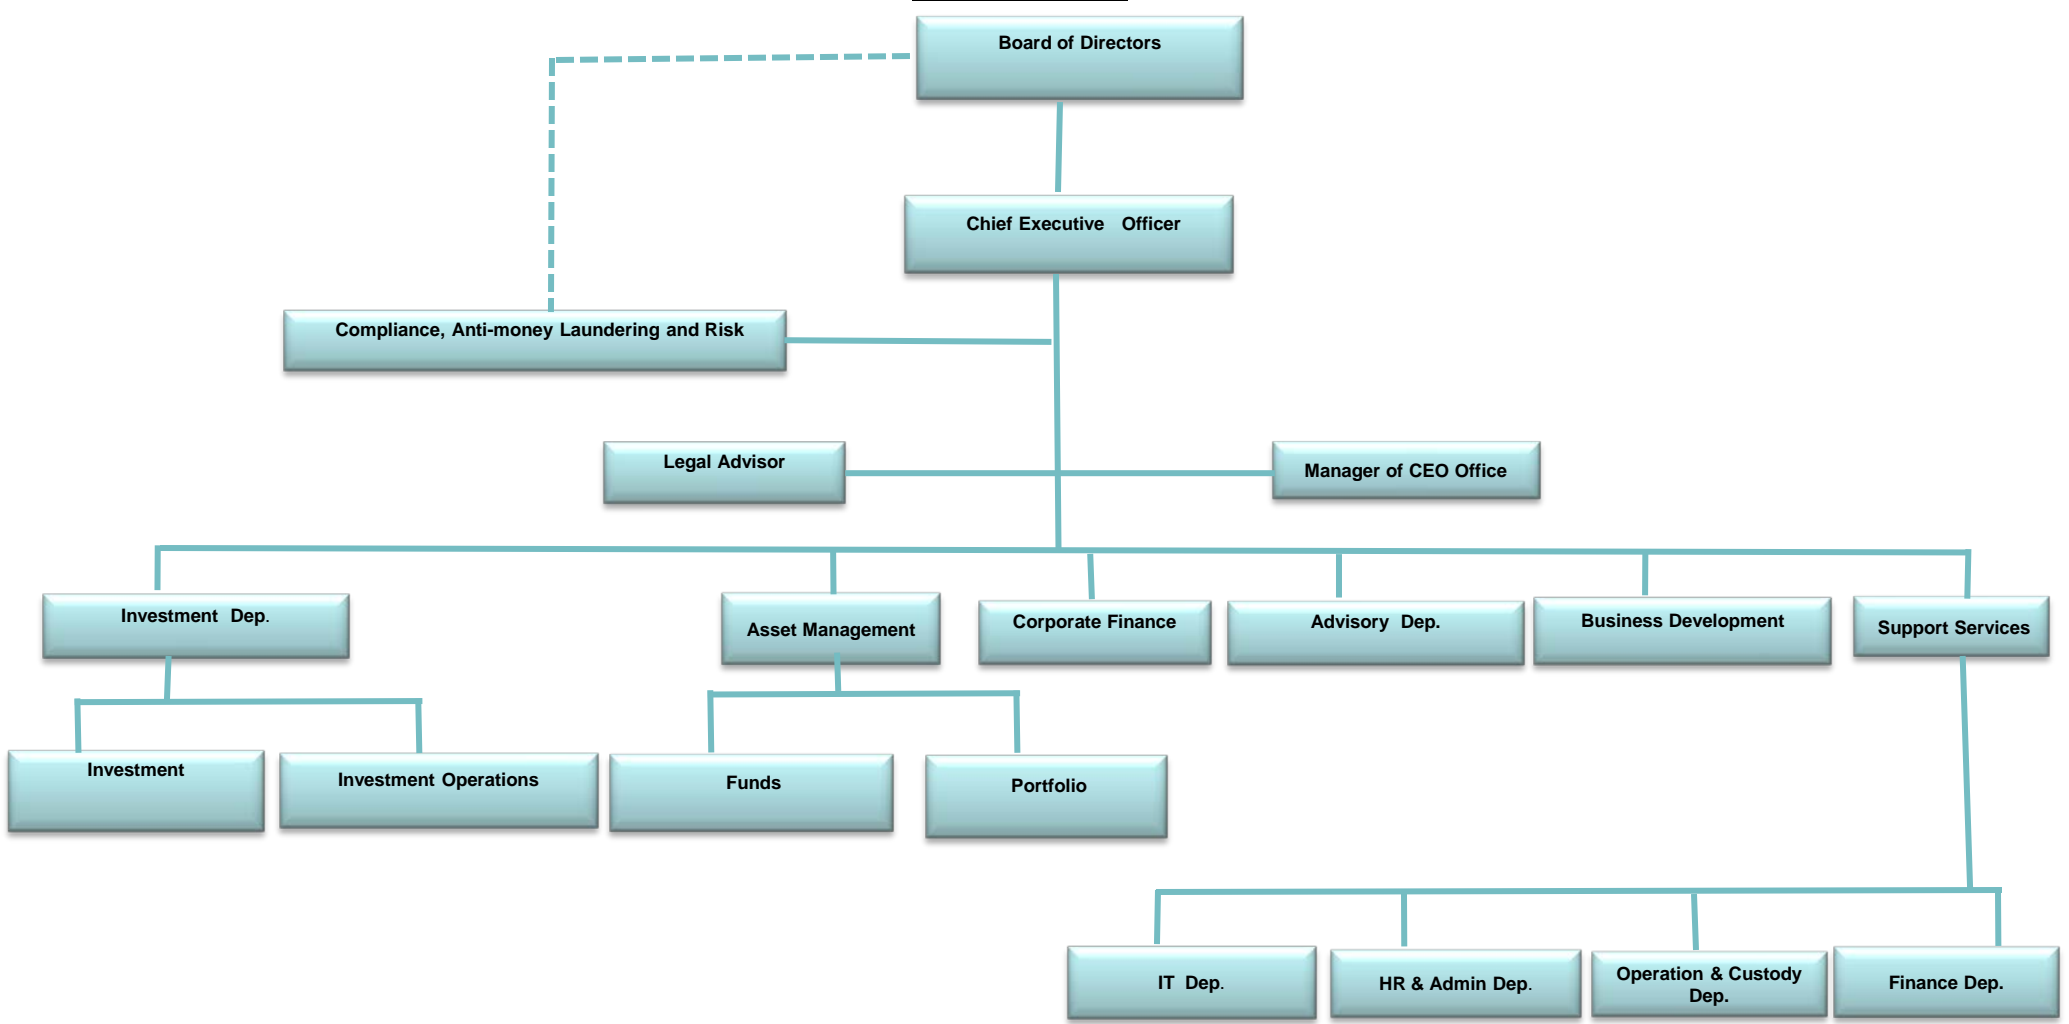 Board of Directors
Chief Executive Officer
Compliance, Anti-money Laundering and Risk
Legal Advisor
Manager of CEO Office
Investment Dep.
Asset Management
Corporate Finance
Advisory Dep.
Business Development
Support Services
Investment
Investment Operations
Funds
Portfolio
IT Dep.
HR & Admin Dep.
Operation & Custody
Dep.
Finance Dep.